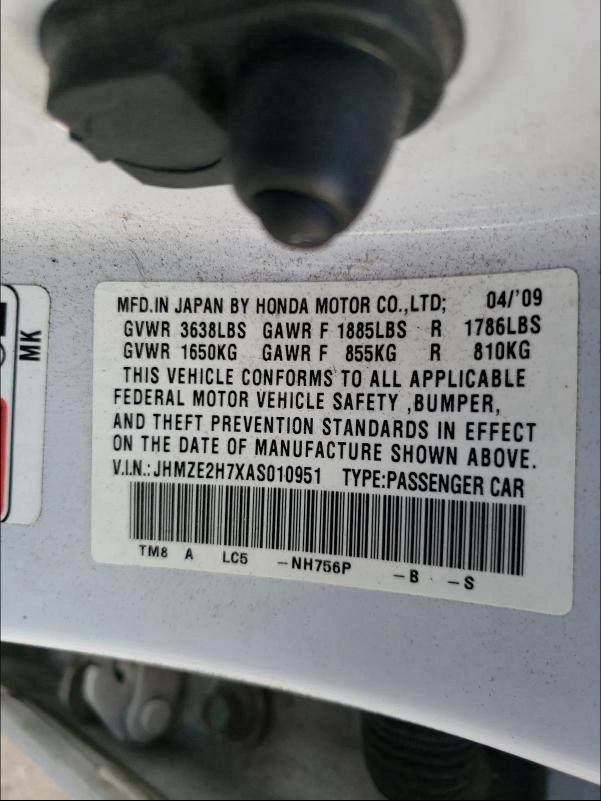 MK
MFD.IN JAPAN BY HONDA MOTOR CO.,LTD; 04/'09
GVWR 3638LBS GAWR F 1885LBS R 1786LBS
GVWR 1650KG GAWR F 855KG R 810KG
THIS VEHICLE CONFORMS TO ALL APPLICABLE
FEDERAL MOTOR VEHICLE SAFETY ,BUMPER,
AND THEFT PREVENTION STANDARDS IN EFFECT
ON THE DATE OF MANUFACTURE SHOWN ABOVE.
V.I.N.:JHMZE2H7XAS010951 TYPE:PASSENGER CAR
TM8 A LC5 -NH756P -B -S